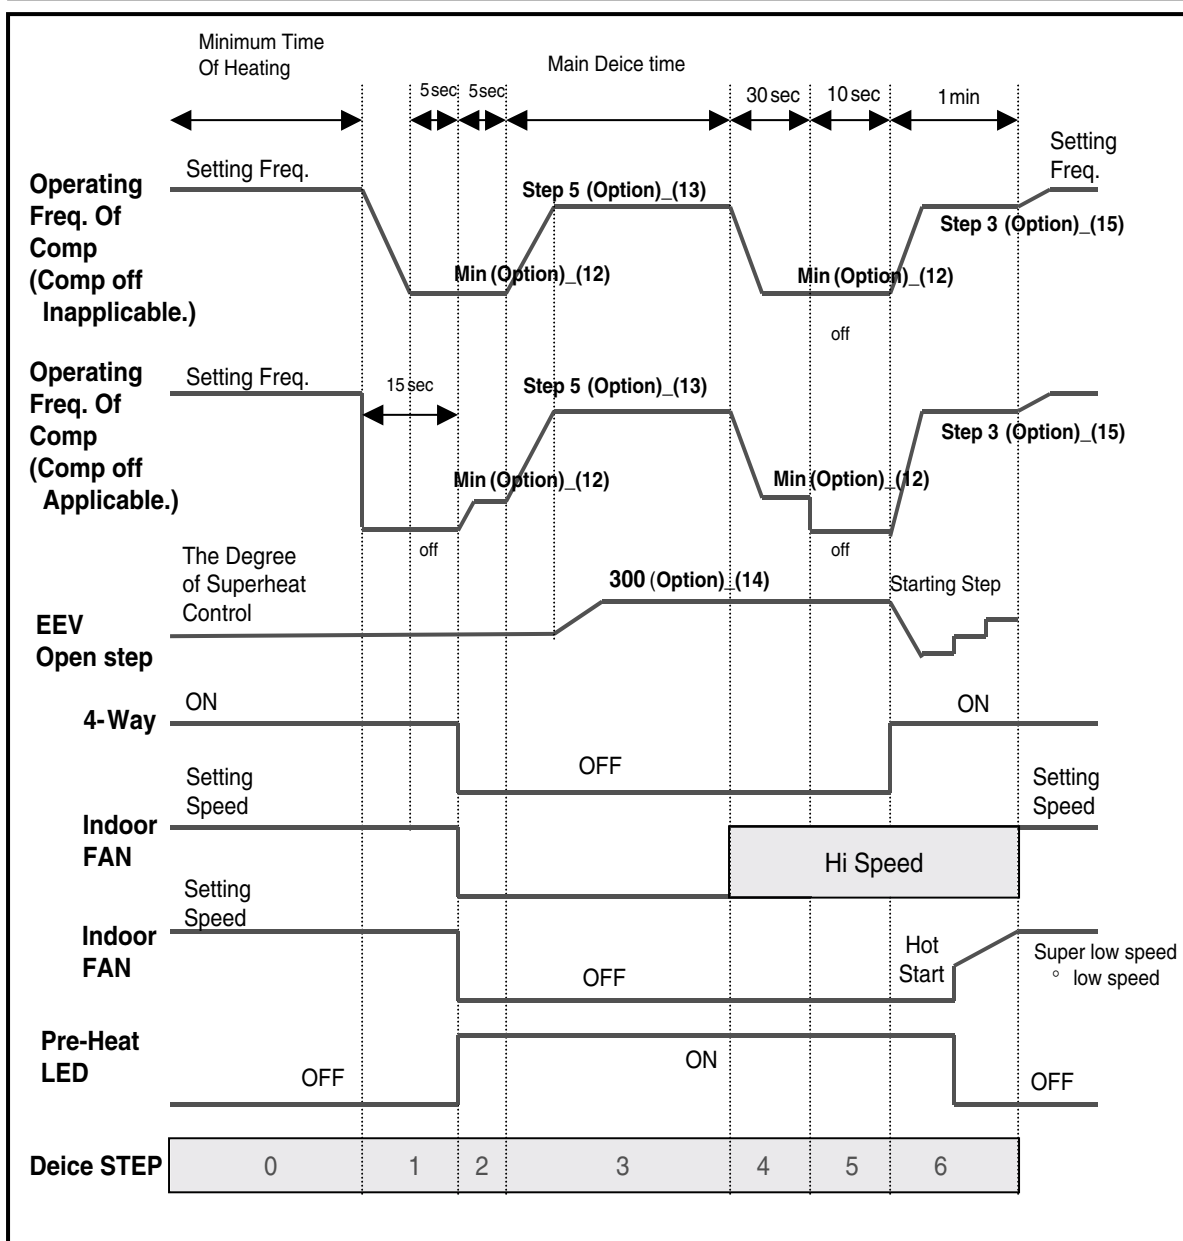 Minimum Time
Of Heating
Main Deice time
5 sec 5 sec
30 sec 10 sec 1 min
Setting
Freq.
Setting Freq.
Operating
Freq. Of
Comp
(Comp off
Inapplicable.)
Step 5 (Option)_(13)
Step 3 (Option)_(15)
Min (Option)_(12)
Min (Option)_(12)
off
Operating
Freq. Of
Comp
(Comp off
Applicable.)
Setting Freq.
15 sec
Step 5 (Option)_(13)
Step 3 (Option)_(15)
Min (Option)_(12)
Min (Option)_(12)
off
off
The Degree
of Superheat
Control
300 (Option)_(14)
Starting Step
EEV
Open step
ON
4-Way
ON
OFF
Setting
Speed
Setting
Speed
Indoor
FAN
Hi Speed
Setting
Speed
Indoor
FAN
Hot
Start
Super low speed
° low speed
OFF
Pre-Heat
LED
ON
OFF
OFF
Deice STEP 0 1 2 3 4 5 6